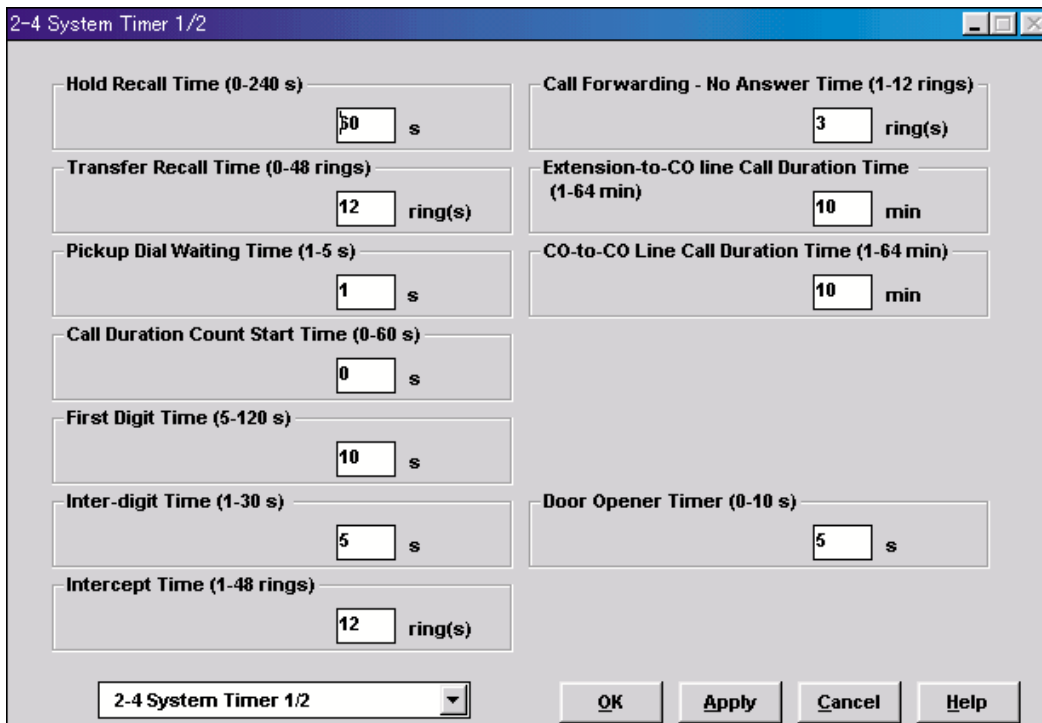 2-4 System Timer 1/2
Hold Recall Time (0-240 s)
60 s
Transfer Recall Time (0-48 rings)
12 ring(s)
Pickup Dial Waiting Time (1-5 s)
1 s
Call Duration Count Start Time (0-60 s)
0 s
First Digit Time (5-120 s)
10 s
Inter-digit Time (1-30 s)
5 s
Intercept Time (1-48 rings)
12 ring(s)
Call Forwarding - No Answer Time (1-12 rings)
3 ring(s)
Extension-to-CO line Call Duration Time
(1-64 min)
10 min
CO-to-CO Line Call Duration Time (1-64 min)
10 min
Door Opener Timer (0-10 s)
5 s
2-4 System Timer 1/2
OK Apply Cancel Help